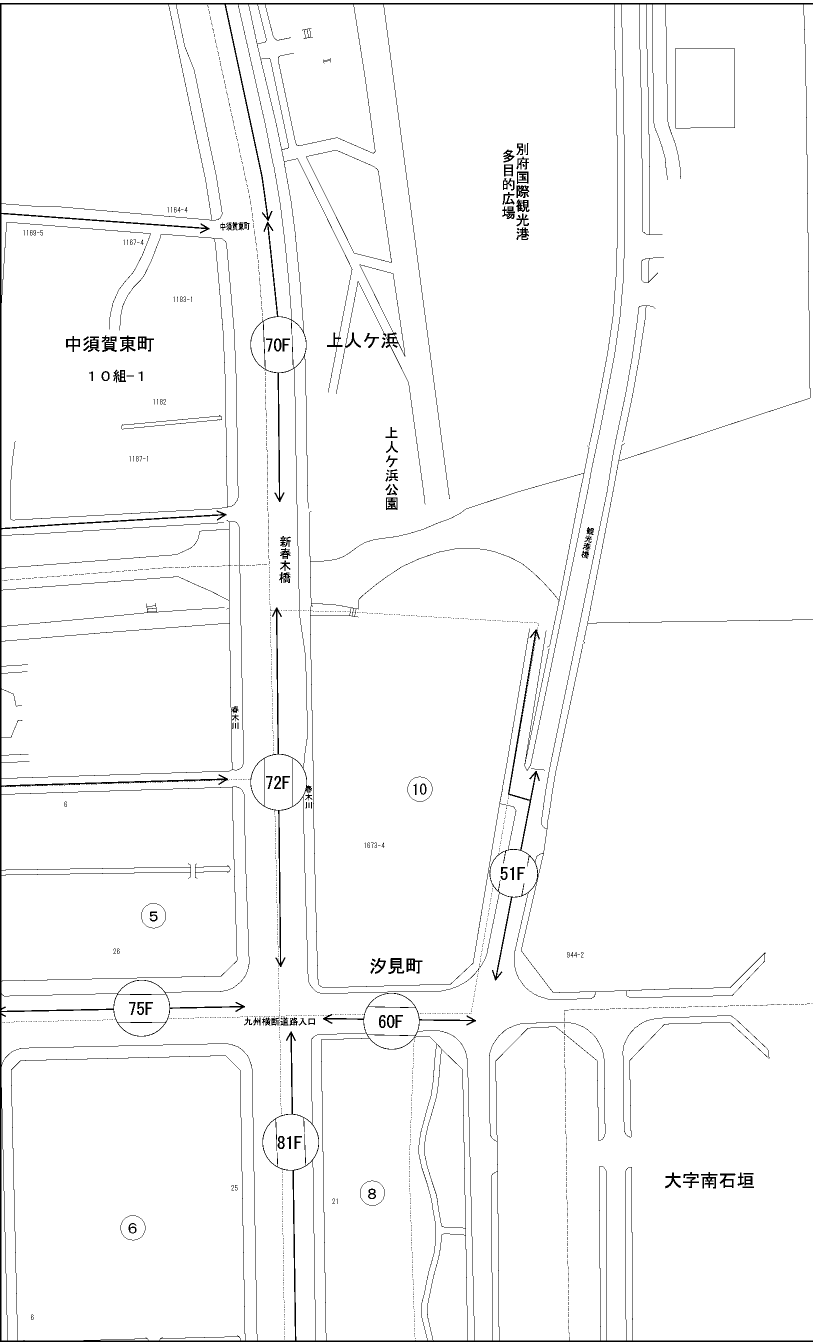 別府国際観光港
多目的広場
1164-4
中須賀東町
1169-5
1167-4
1183-1
中須賀東町
10組-1
70F
上人ケ浜
1182
1187-1
上人ケ浜公園
新春木橋
観光港橋
春木川
72F
春木川
10
6
1673-4
51F
5
26
944-2
汐見町
75F
九州横断道路入口
60F
81F
大字南石垣
25
21
8
6
6